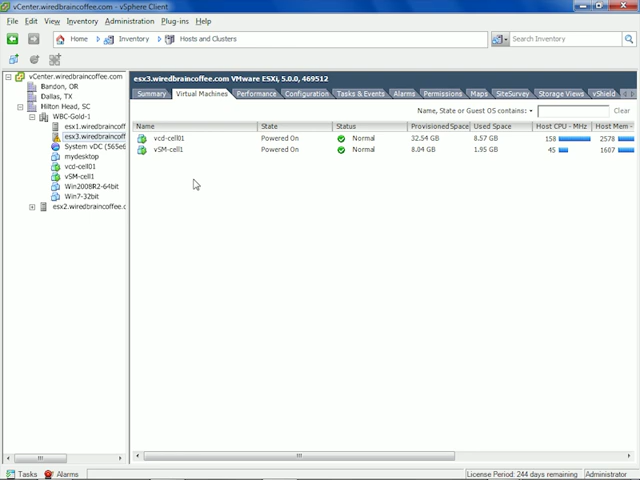 vCenter.wiredbraincoffee.com - vSphere Client
File Edit View Inventory Administration Plug-ins Help
Home Inventory Hosts and Clusters Search Inventory
vCenter.wiredbraincoffee.com
Bandon, OR
Dallas, TX
Hilton Head, SC
WBC-Gold-1
esx1.wiredbraincoff
esx3.wiredbraincoff
System vDC (565e
mydesktop
vcd-cell01
vSM-cell1
Win2008R2-64bit
Win7-32bit
esx2.wiredbraincoffee.c
esx3.wiredbraincoffee.com VMware ESXi, 5.0.0, 469512
Summary Virtual Machines Performance Configuration Tasks & Events Alarms Permissions Maps SiteSurvey Storage Views vShield
Name, State or Guest OS contains: Clear
Name State Status Provisioned Space Used Space Host CPU - MHz Host Mem -
vcd-cell01 Powered On Normal 32.54 GB 8.57 GB 158 2578
vSM-cell1 Powered On Normal 8.04 GB 1.95 GB 45 1607
Tasks Alarms License Period: 244 days remaining Administrator